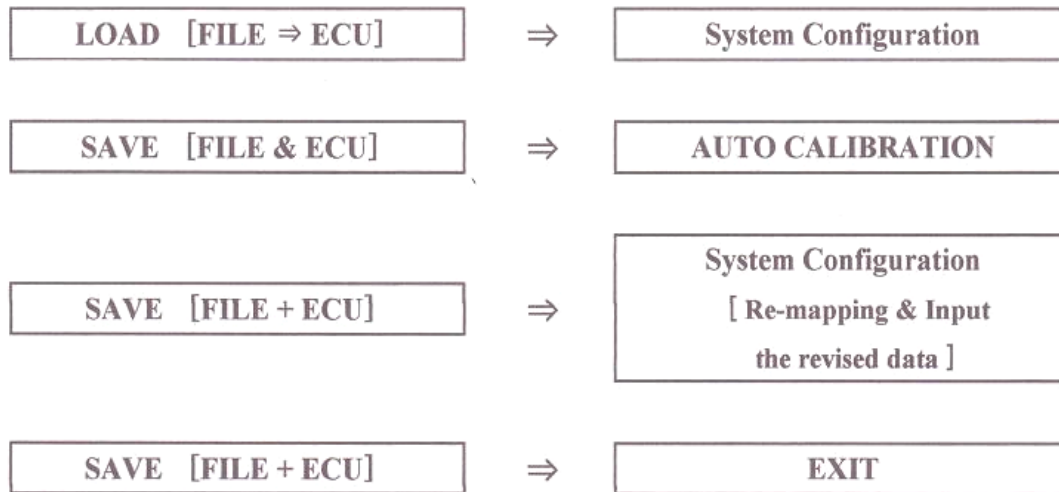 LOAD [FILE ⇒ ECU] ⇒ System Configuration
SAVE [FILE & ECU] ⇒ AUTO CALIBRATION
System Configuration
SAVE [FILE + ECU] ⇒ [ Re-mapping & Input
the revised data ]
SAVE [FILE + ECU] ⇒ EXIT